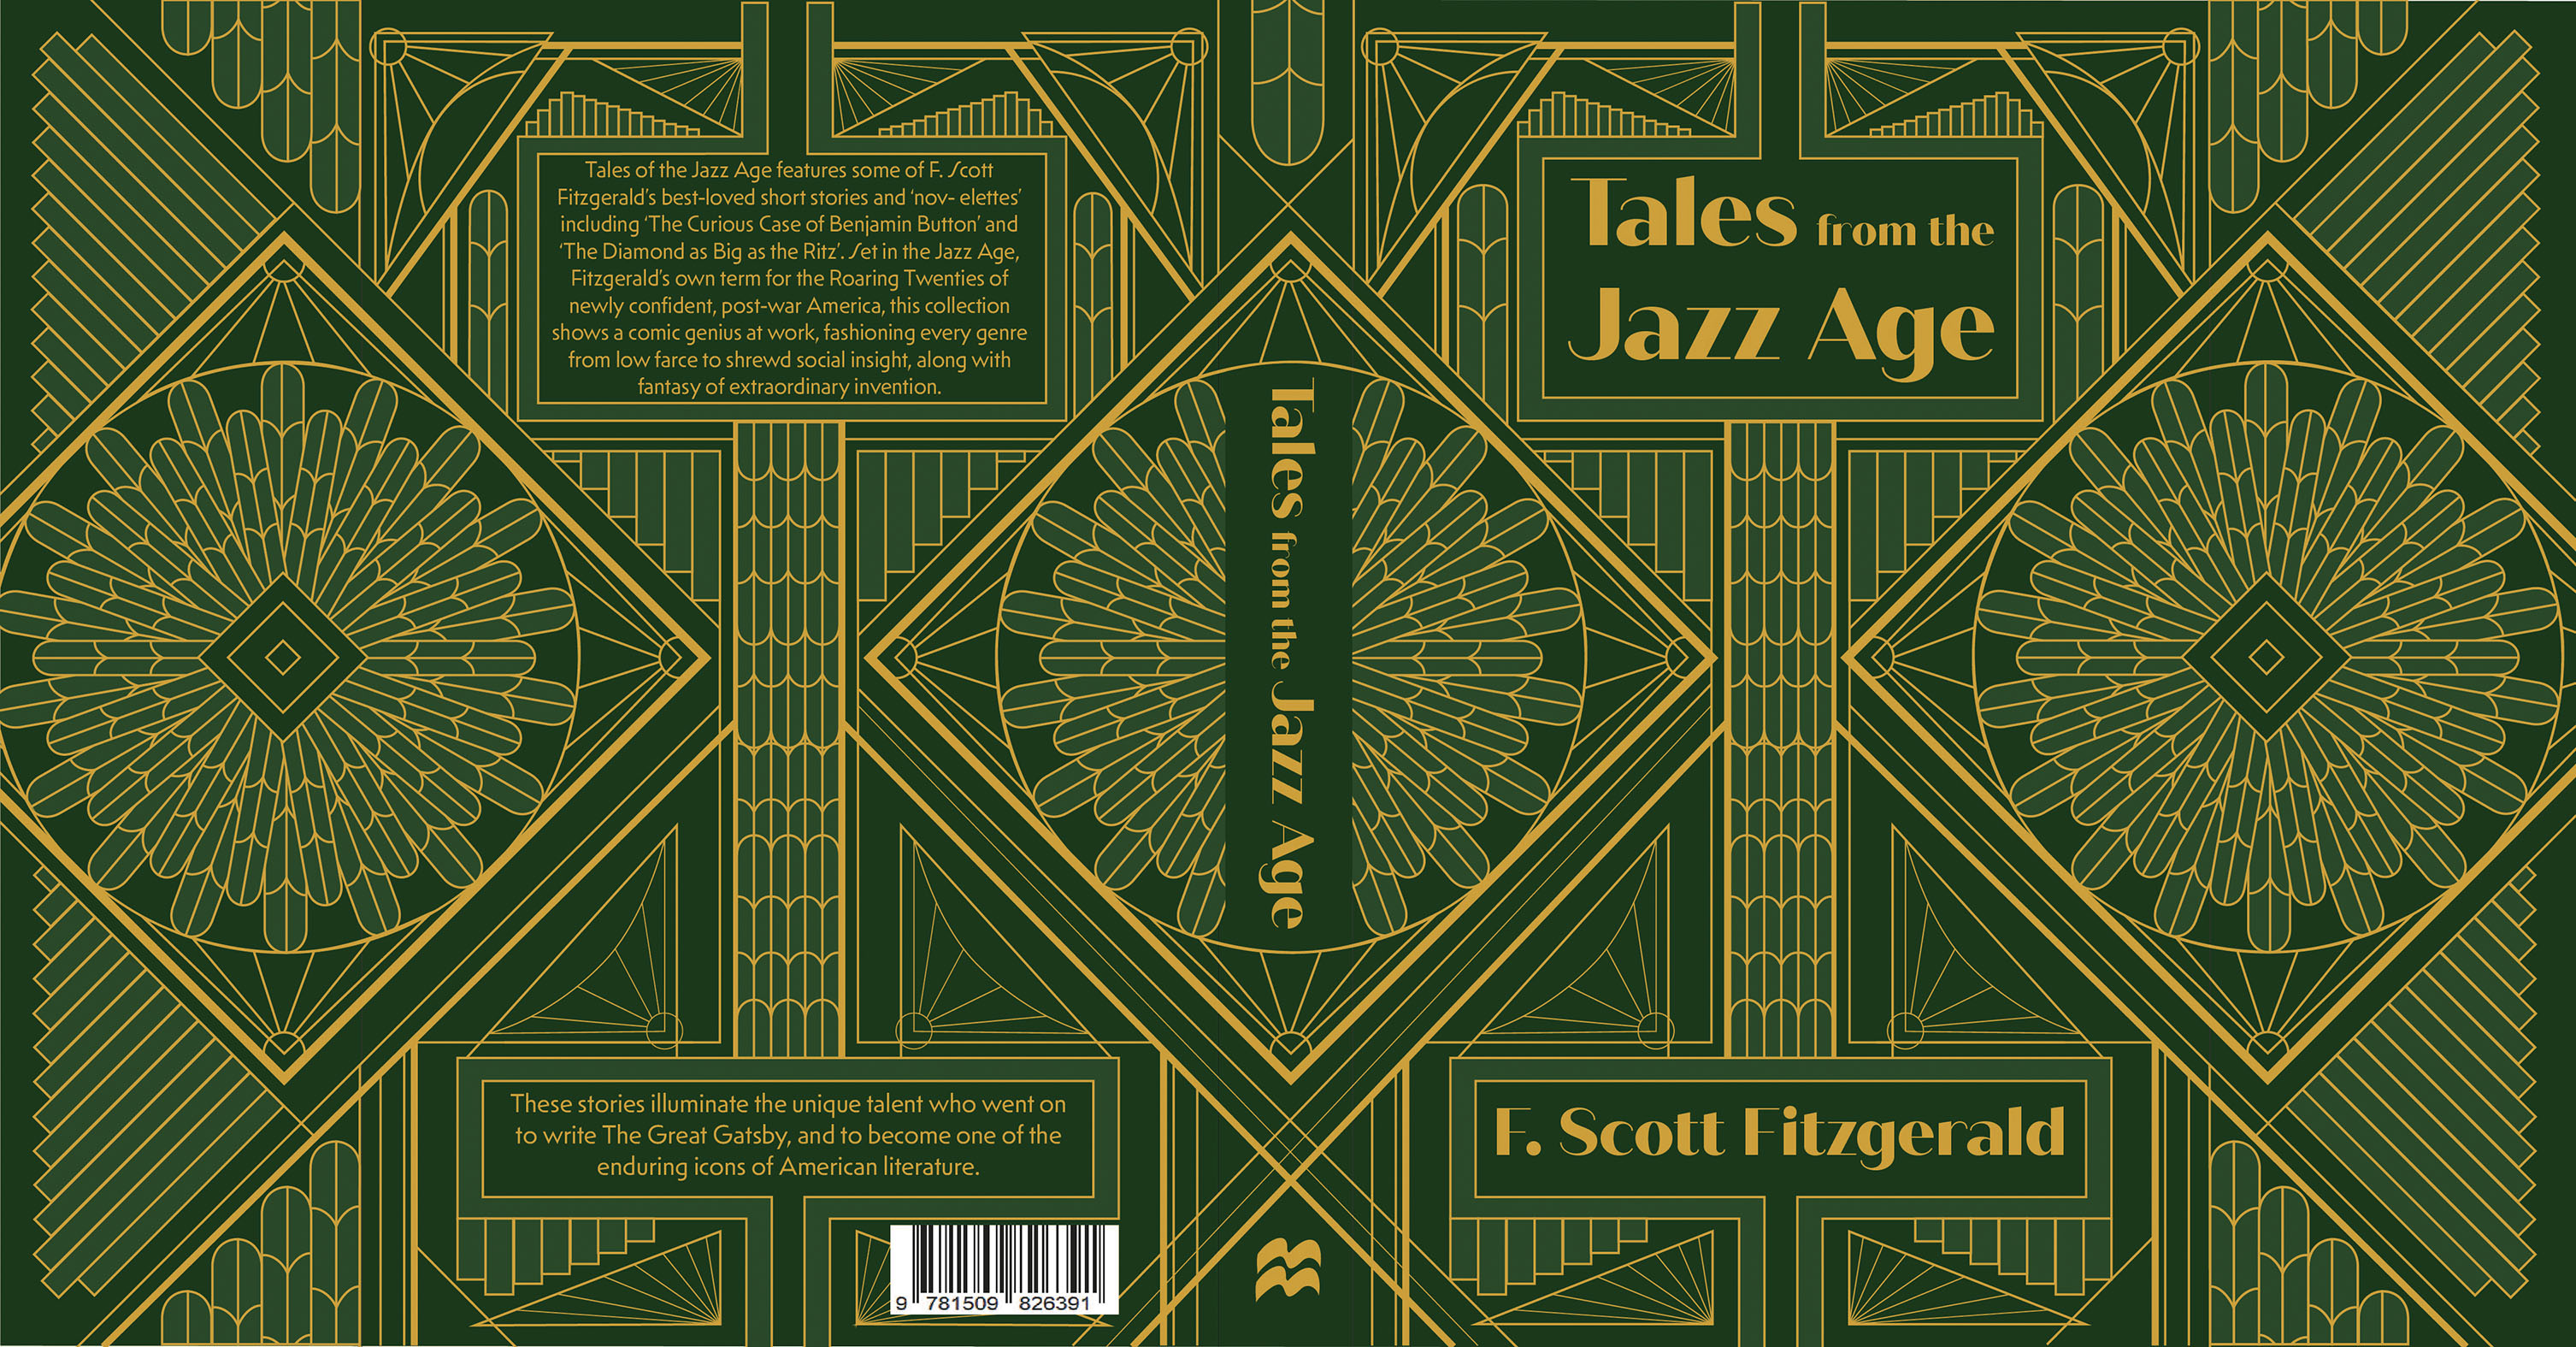 Tales of the Jazz Age features some of F. Scott
Fitzgerald's best-loved short stories and 'nov- elettes'
including 'The Curious Case of Benjamin Button' and
'The Diamond as Big as the Ritz'. Set in the Jazz Age,
Fitzgerald's own term for the Roaring Twenties of
newly confident, post-war America, this collection
shows a comic genius at work, fashioning every genre
from low farce to shrewd social insight, along with
fantasy of extraordinary invention.
These stories illuminate the unique talent who went on
to write The Great Gatsby, and to become one of the
enduring icons of American literature.
9 781509 826391
Tales from the Jazz Age
Tales from the
Jazz Age
F. Scott Fitzgerald